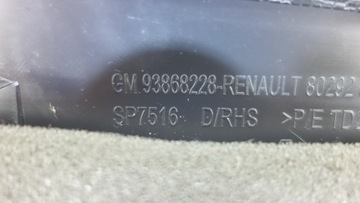 GM 93868228-RENAULT 80292
SP7516 D/RHS >P/E TD